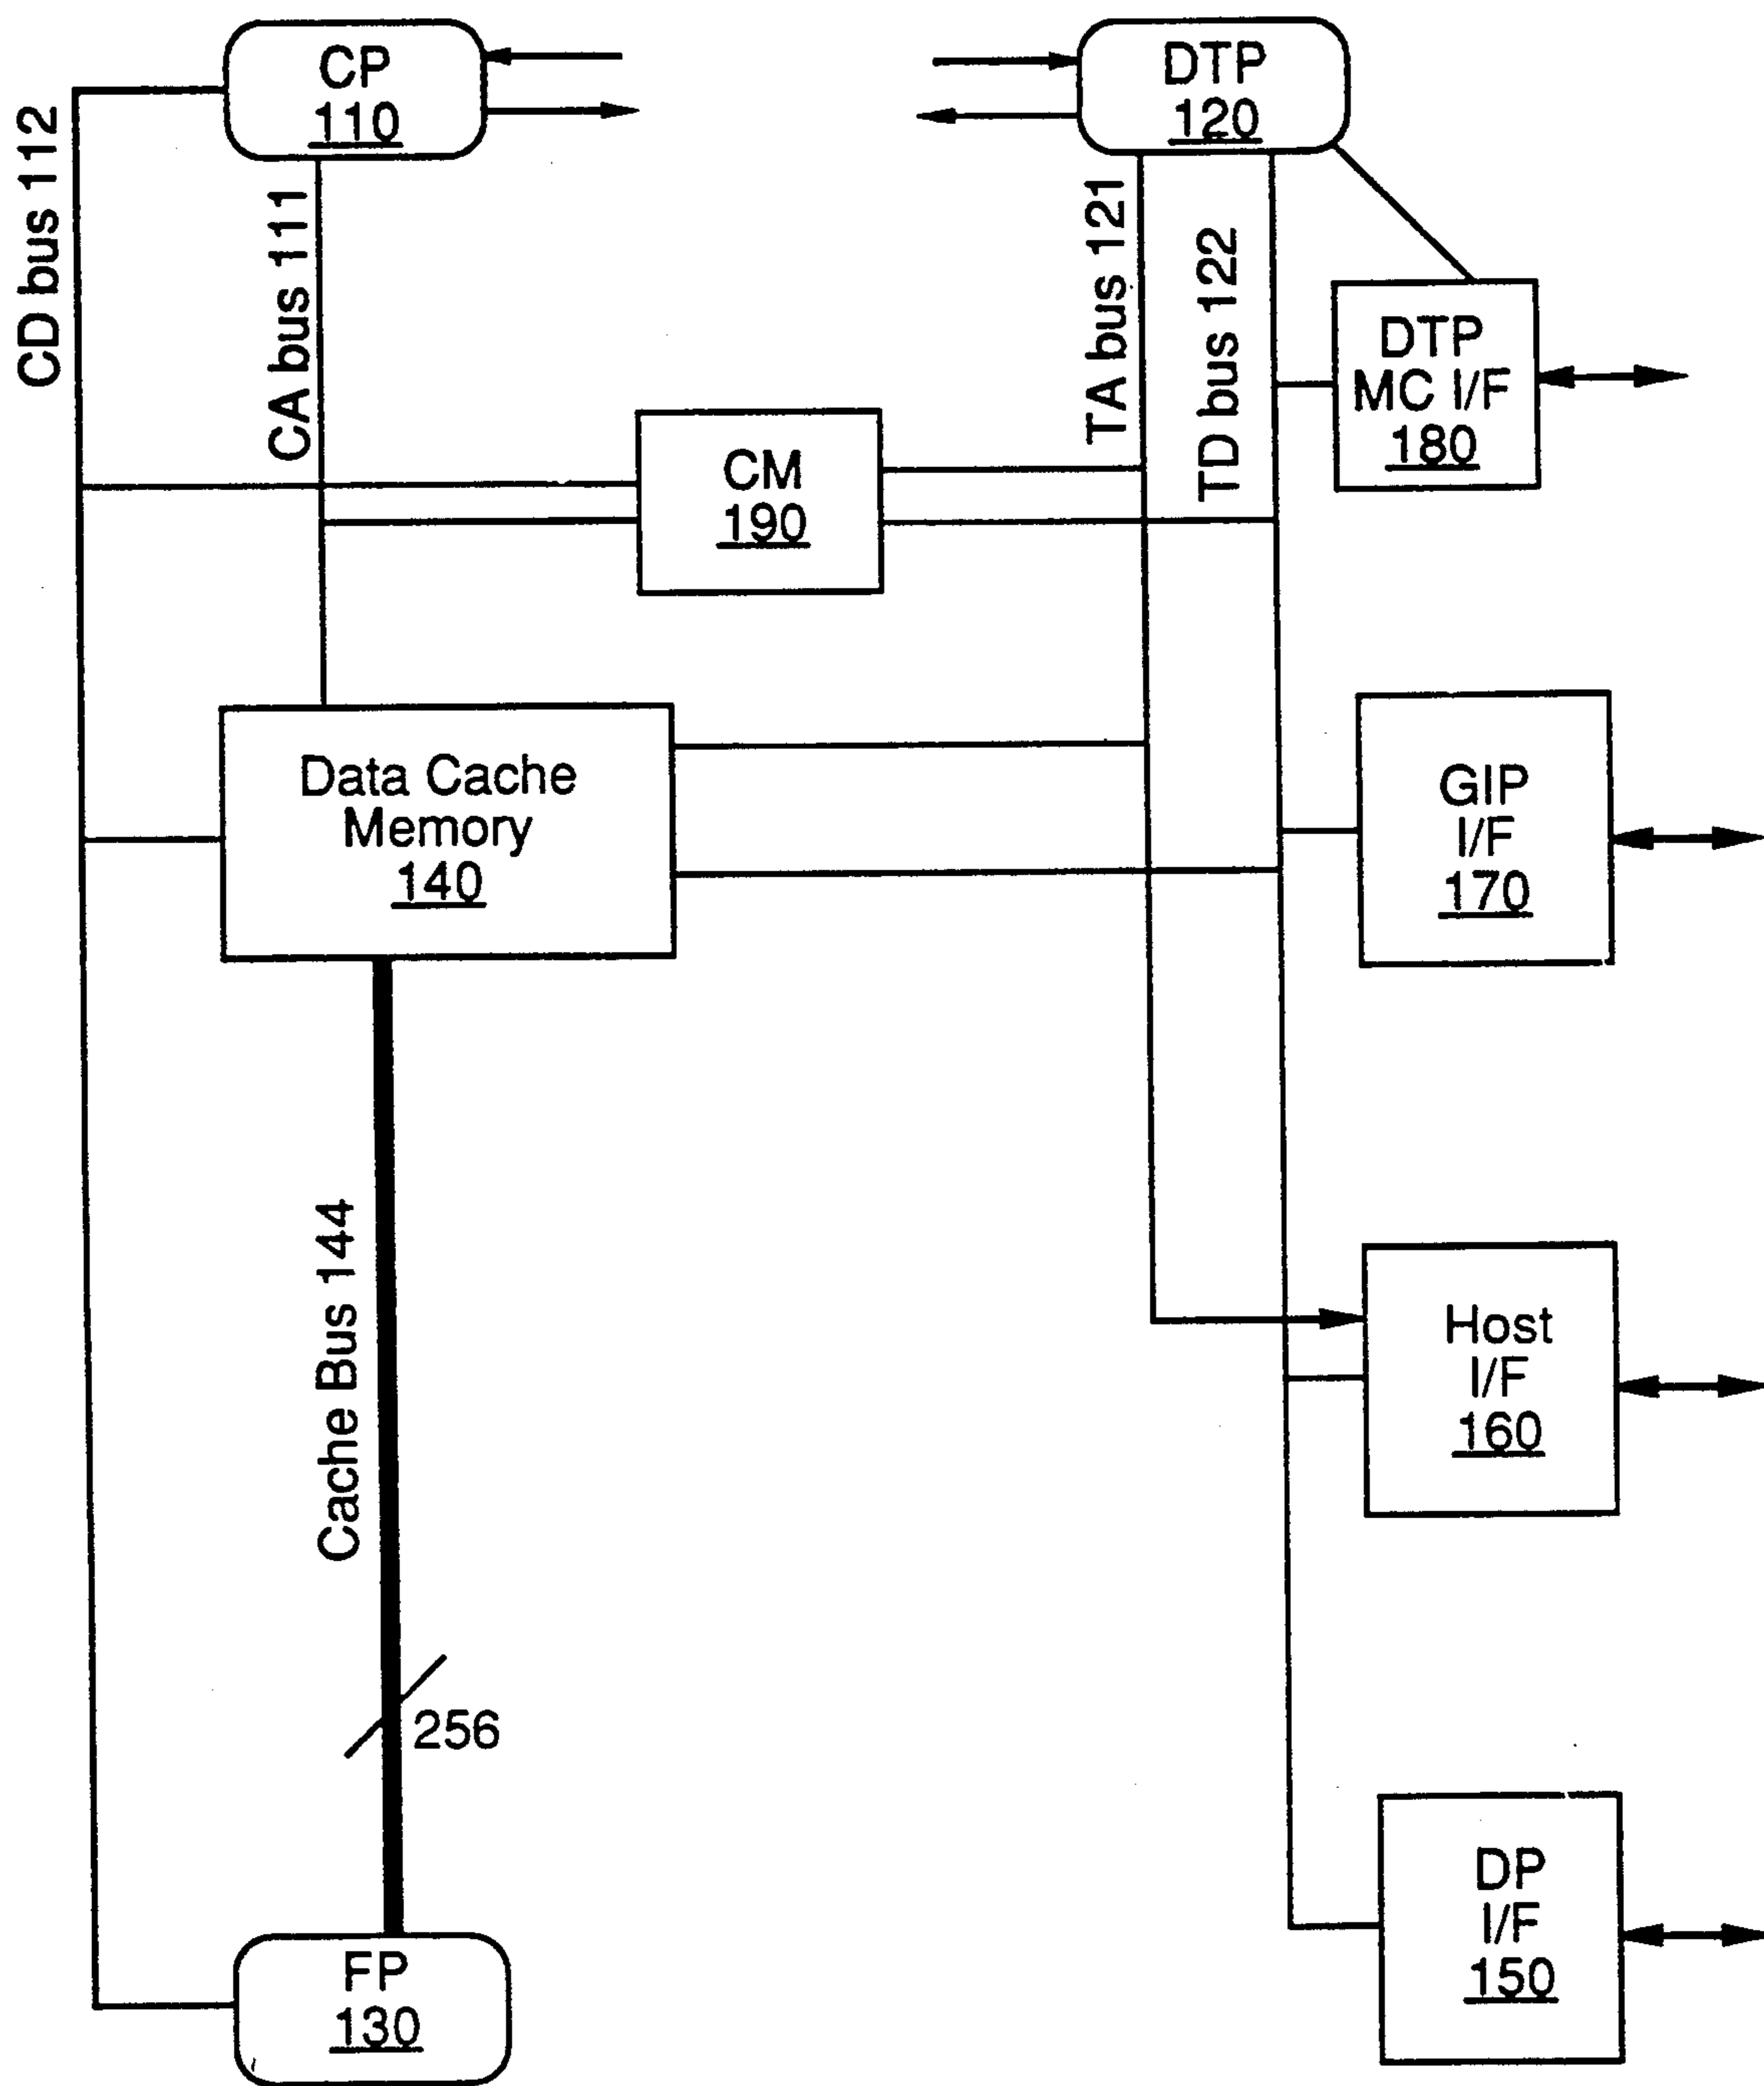 CP
110
DTP
120
CD bus 112
CA bus 111
TA bus 121
TD bus 122
DTP
MC I/F
180
CM
190
Data Cache
Memory
140
GIP
I/F
170
Cache Bus 144
Host
I/F
160
256
DP
I/F
150
FP
130